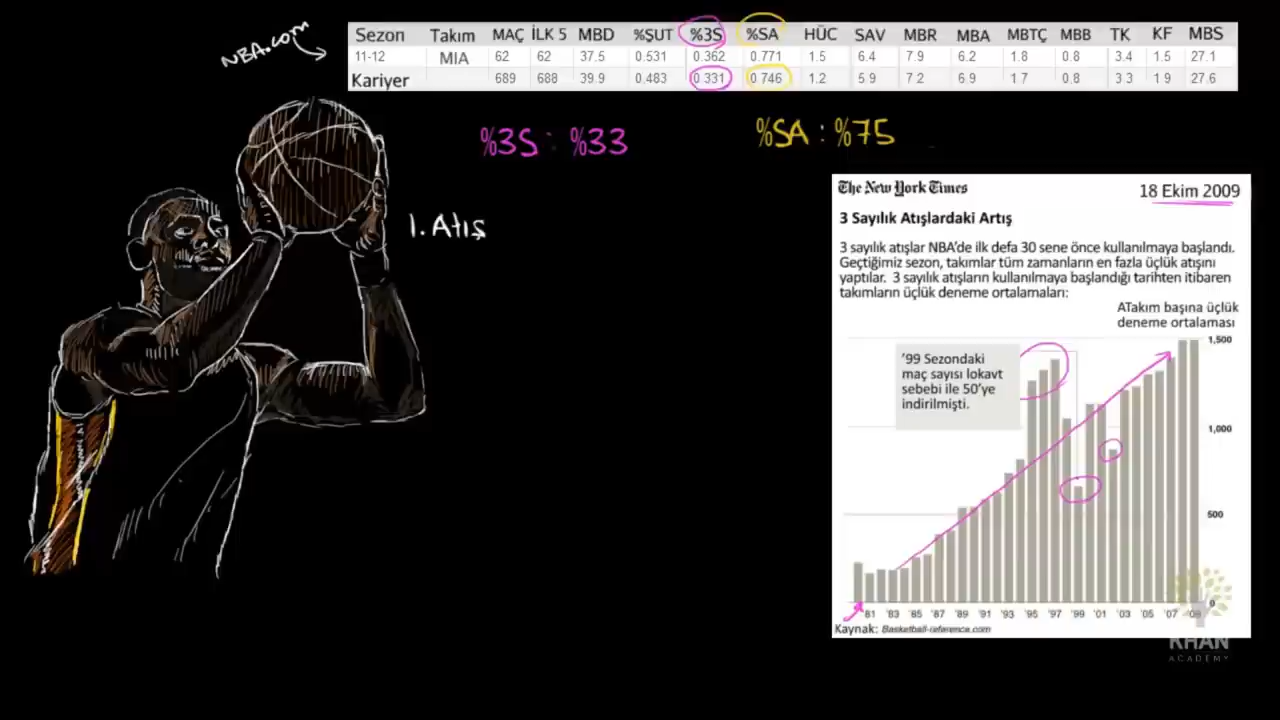 NBA.com
Sezon Takım MAÇ İLK 5 MBD %ŞUT %3S %SA HÜC SAV MBR MBA MBTÇ MBB TK KF MBS
11-12 MIA 62 62 37.5 0.531 0.362 0.771 1.5 6.4 7.9 6.2 1.8 0.8 3.4 1.5 27.1
Kariyer 689 688 39.9 0.483 0.331 0.746 1.2 5.9 7.2 6.9 1.7 0.8 3.3 1.9 27.6
%3S : %33
%SA : %75
1. Atış
The New York Times
18 Ekim 2009
3 Sayılık Atışlardaki Artış
3 sayılık atışlar NBA’de ilk defa 30 sene önce kullanılmaya başlandı.
Geçtiğimiz sezon, takımlar tüm zamanların en fazla üçlük atışını
yaptılar. 3 sayılık atışların kullanılmaya başlandığı tarihten itibaren
takımların üçlük deneme ortalamaları:
ATakım başına üçlük
deneme ortalaması
’99 Sezondaki
maç sayısı lokavt
sebebi ile 50’ye
indirilmişti.
1,500
1,000
500
0
’81 ’83 ’85 ’87 ’89 ’91 ’93 ’95 ’97 ’99 ’01 ’03 ’05 ’07 ’09
Kaynak: Basketball-reference.com
KHAN
ACADEMY